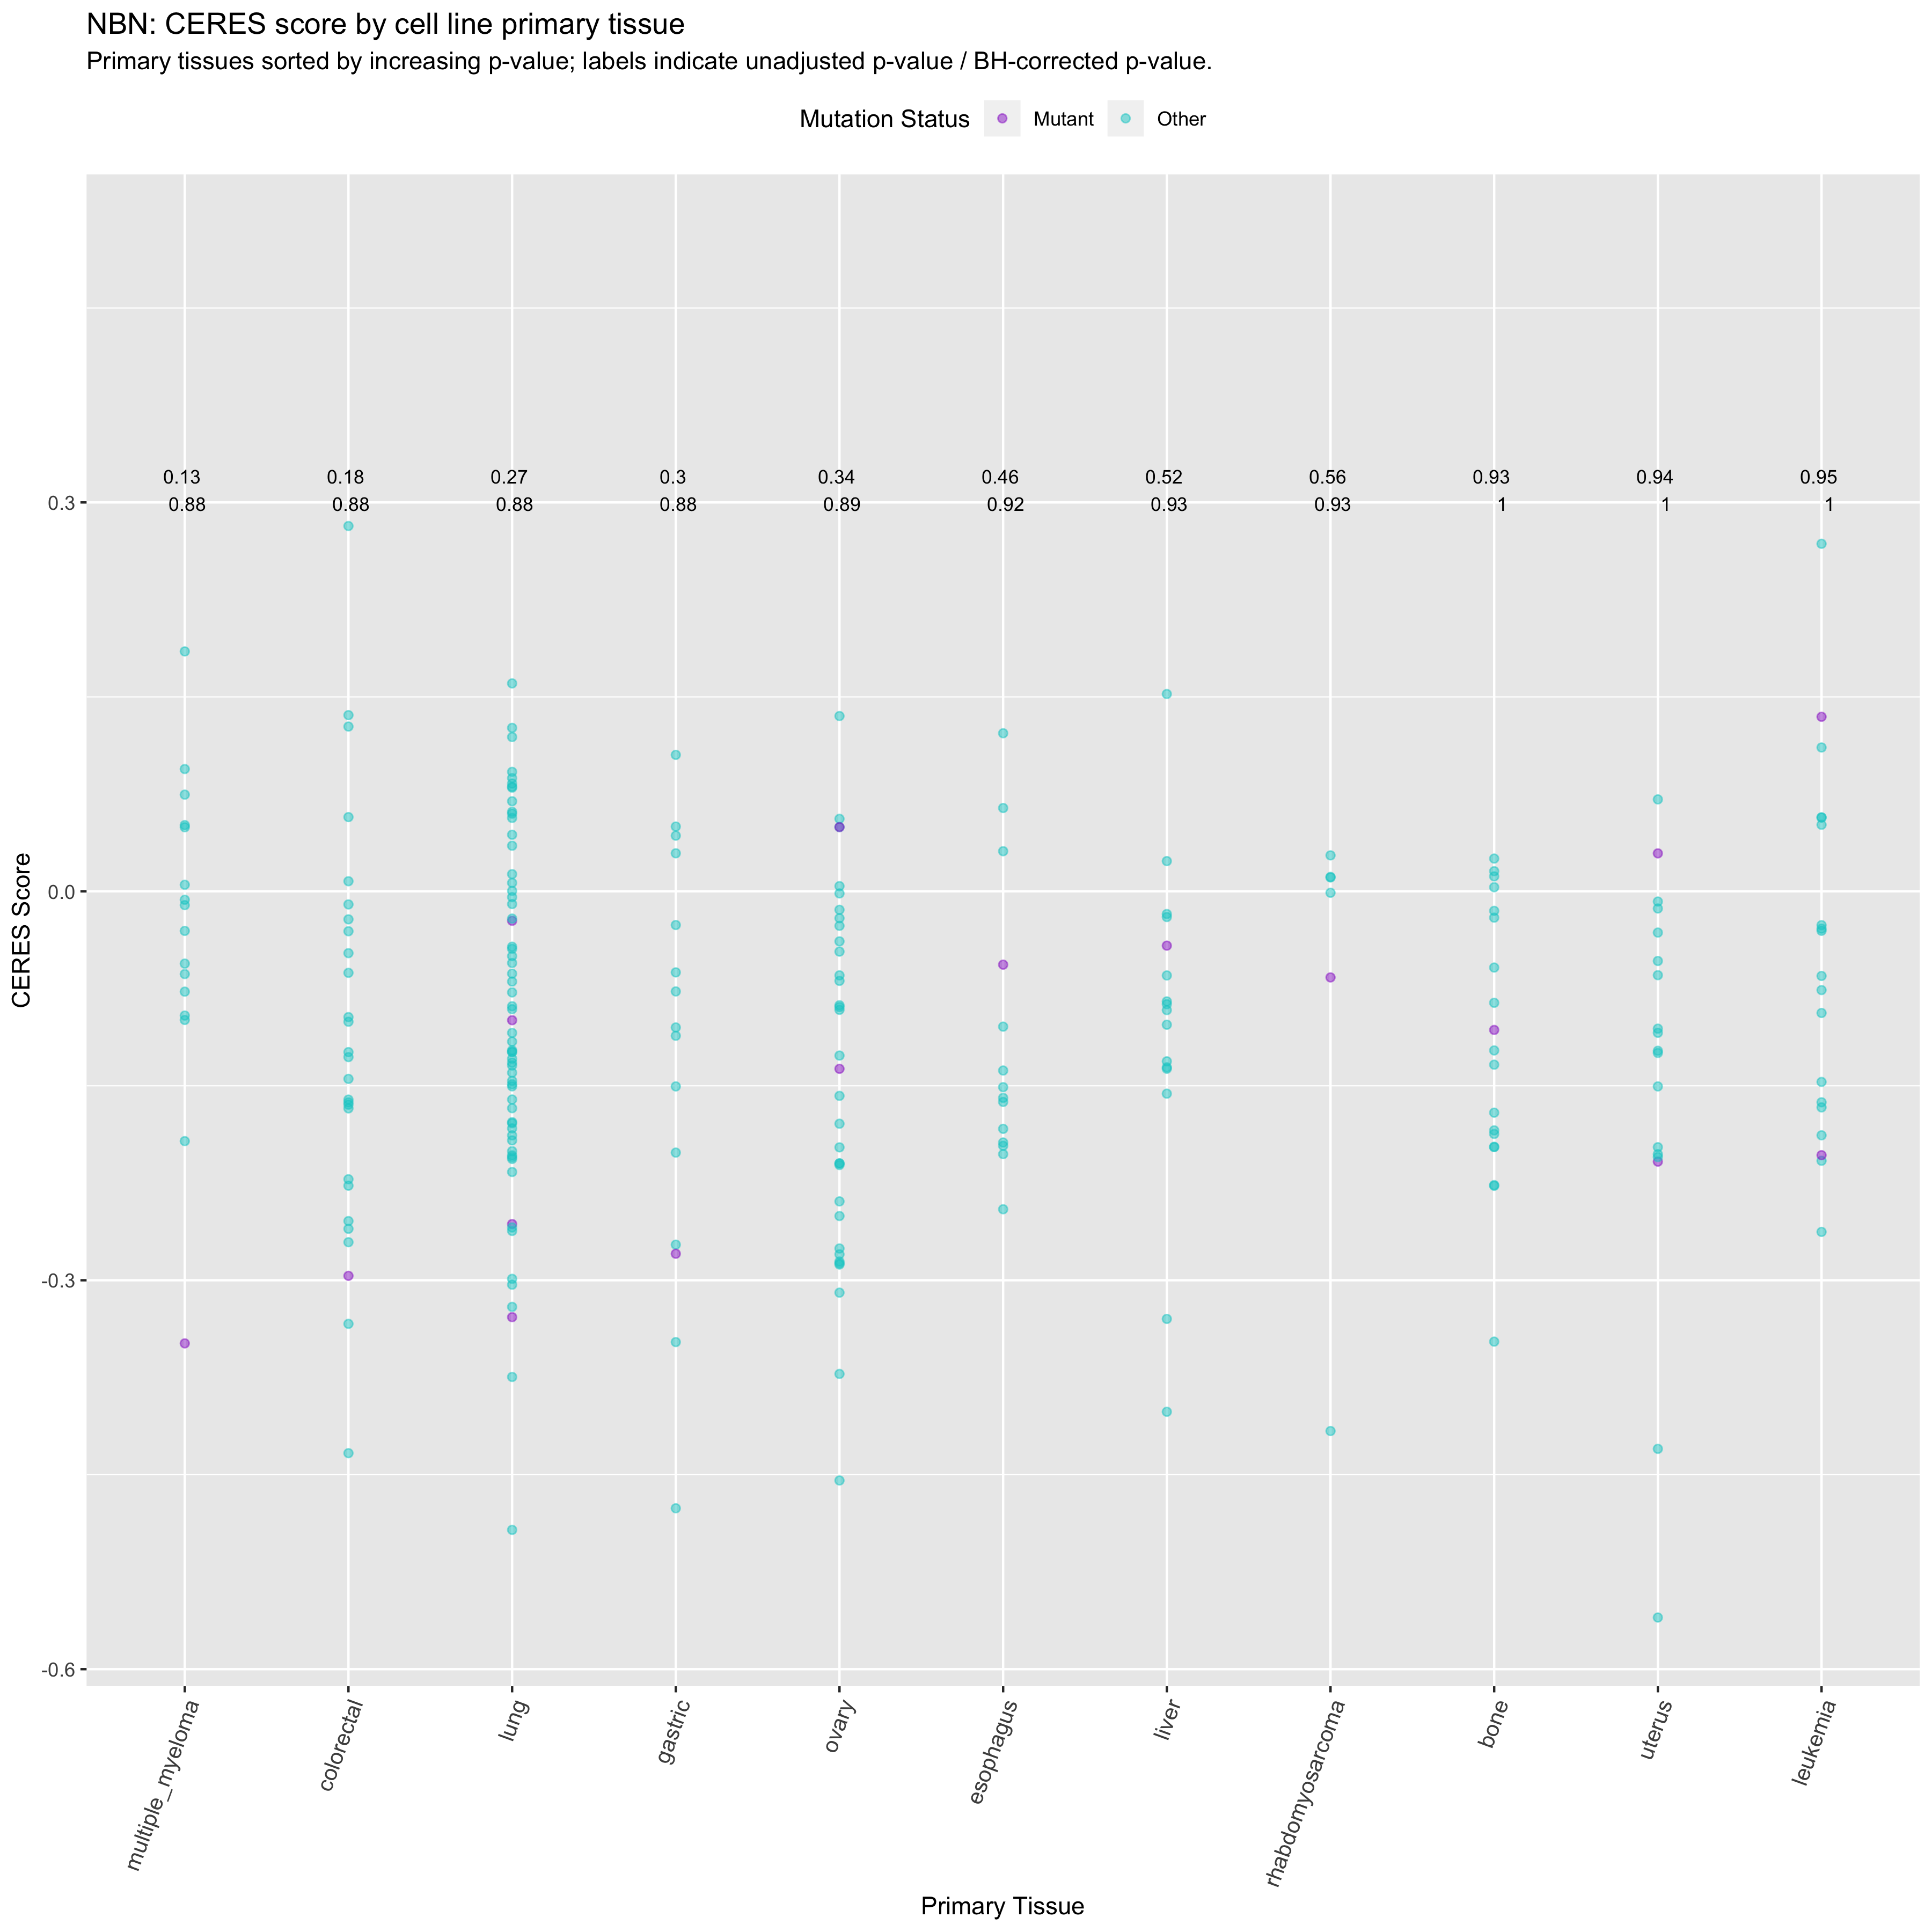 NBN: CERES score by cell line primary tissue
Primary tissues sorted by increasing p-value; labels indicate unadjusted p-value / BH-corrected p-value.
Mutation Status Mutant Other
0.13 0.18 0.27 0.3 0.34 0.46 0.52 0.56 0.93 0.94 0.95
0.88 0.88 0.88 0.88 0.89 0.92 0.93 0.93 1 1 1
0.3
0.0
-0.3
-0.6
CERES Score
multiple_myeloma
colorectal
lung
gastric
ovary
esophagus
liver
rhabdomyosarcoma
bone
uterus
leukemia
Primary Tissue